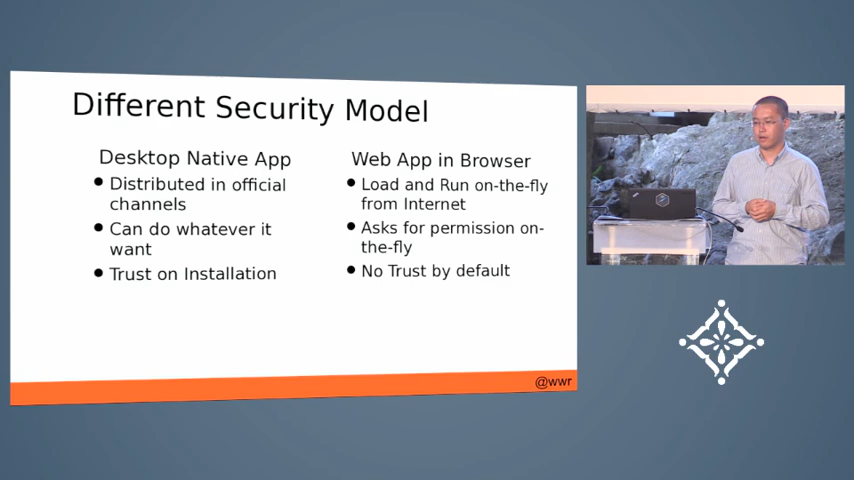 Different Security Model
Desktop Native App
● Distributed in official
channels
● Can do whatever it
want
● Trust on Installation
Web App in Browser
● Load and Run on-the-fly
from Internet
● Asks for permission on-
the-fly
● No Trust by default
@wwr